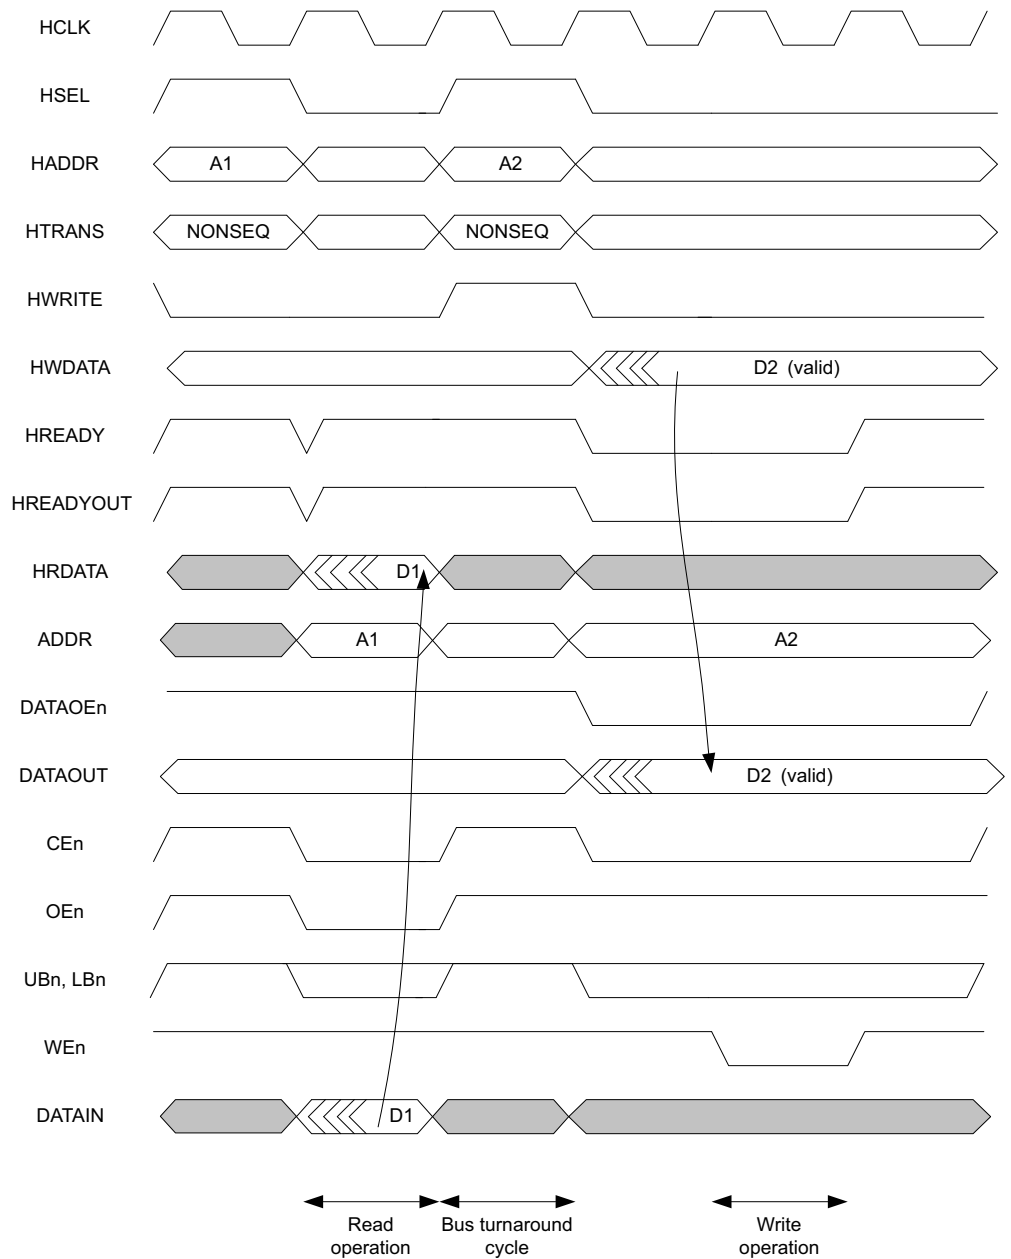 HCLK
HSEL
HADDR A1 A2
HTRANS NONSEQ NONSEQ
HWRITE
HWDATA D2 (valid)
HREADY
HREADYOUT
HRDATA D1
ADDR A1 A2
DATAOEn
DATAOUT D2 (valid)
CEn
OEn
UBn, LBn
WEn
DATAIN D1
Read Bus turnaround Write
operation cycle operation